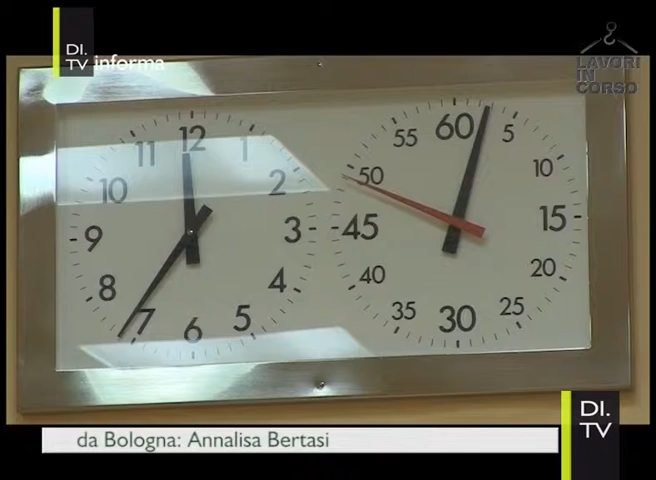 DI.
TV informa
LAVORI
IN
CORSO
12
11 1
10 2
9 3
8 4
7 6 5
60
55 5
50 10
45 15
40 20
35 30 25
da Bologna: Annalisa Bertasi
DI.
TV